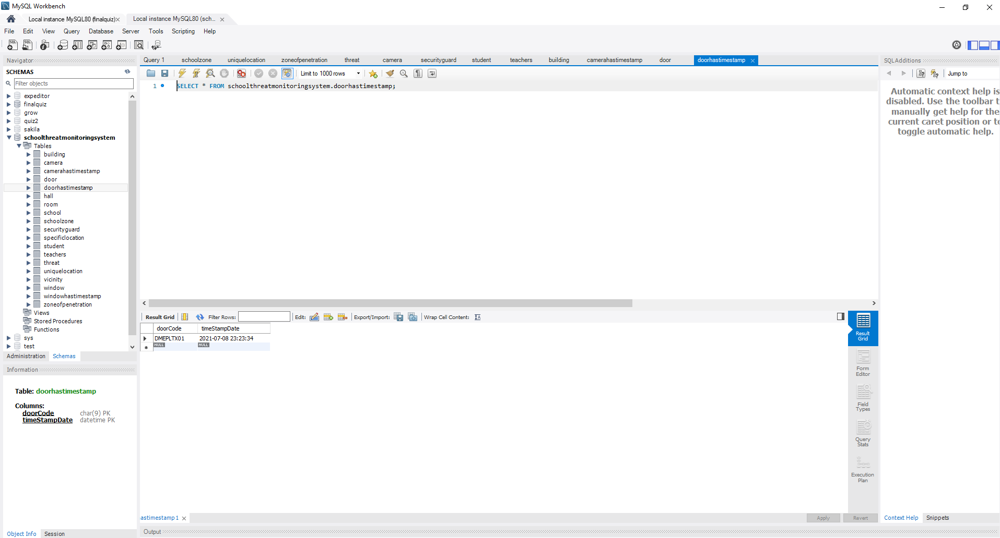 MySQL Workbench
Local instance MySQL80 (finalquiz)
Local instance MySQL80 (sch...
File Edit View Query Database Server Tools Scripting Help
Navigator
SCHEMAS
Filter objects
expeditor
finalquiz
grow
quiz2
sakila
schoolthreatmonitoringsystem
Tables
building
camera
camerahastimestamp
door
doorhastimestamp
hall
room
school
schoolzone
securityguard
specificlocation
student
teachers
threat
uniquelocation
vicinity
window
windowhastimestamp
zoneofpenetration
Views
Stored Procedures
Functions
sys
test
Administration Schemas
Information
Table: doorhastimestamp
Columns:
doorCode char(9) PK
timeStampDate datetime PK
Object Info Session
Query 1 schoolzone uniquelocation zoneofpenetration threat camera securityguard student teachers building camerahastimestamp door doorhastimestamp
Limit to 1000 rows
1 SELECT * FROM schoolthreatmonitoringsystem.doorhastimestamp;
Result Grid Filter Rows: Edit: Export/Import: Wrap Cell Content:
doorCode timeStampDate
DMEPLTX01 2021-07-08 23:23:34
NULL NULL
Result
Grid
Form
Editor
Field
Types
Query
Stats
Execution
Plan
astimestamp 1
Apply Revert
Output
SQLAdditions
Jump to
Automatic context help is
disabled. Use the toolbar t
manually get help for the
current caret position or to
toggle automatic help.
Context Help Snippets